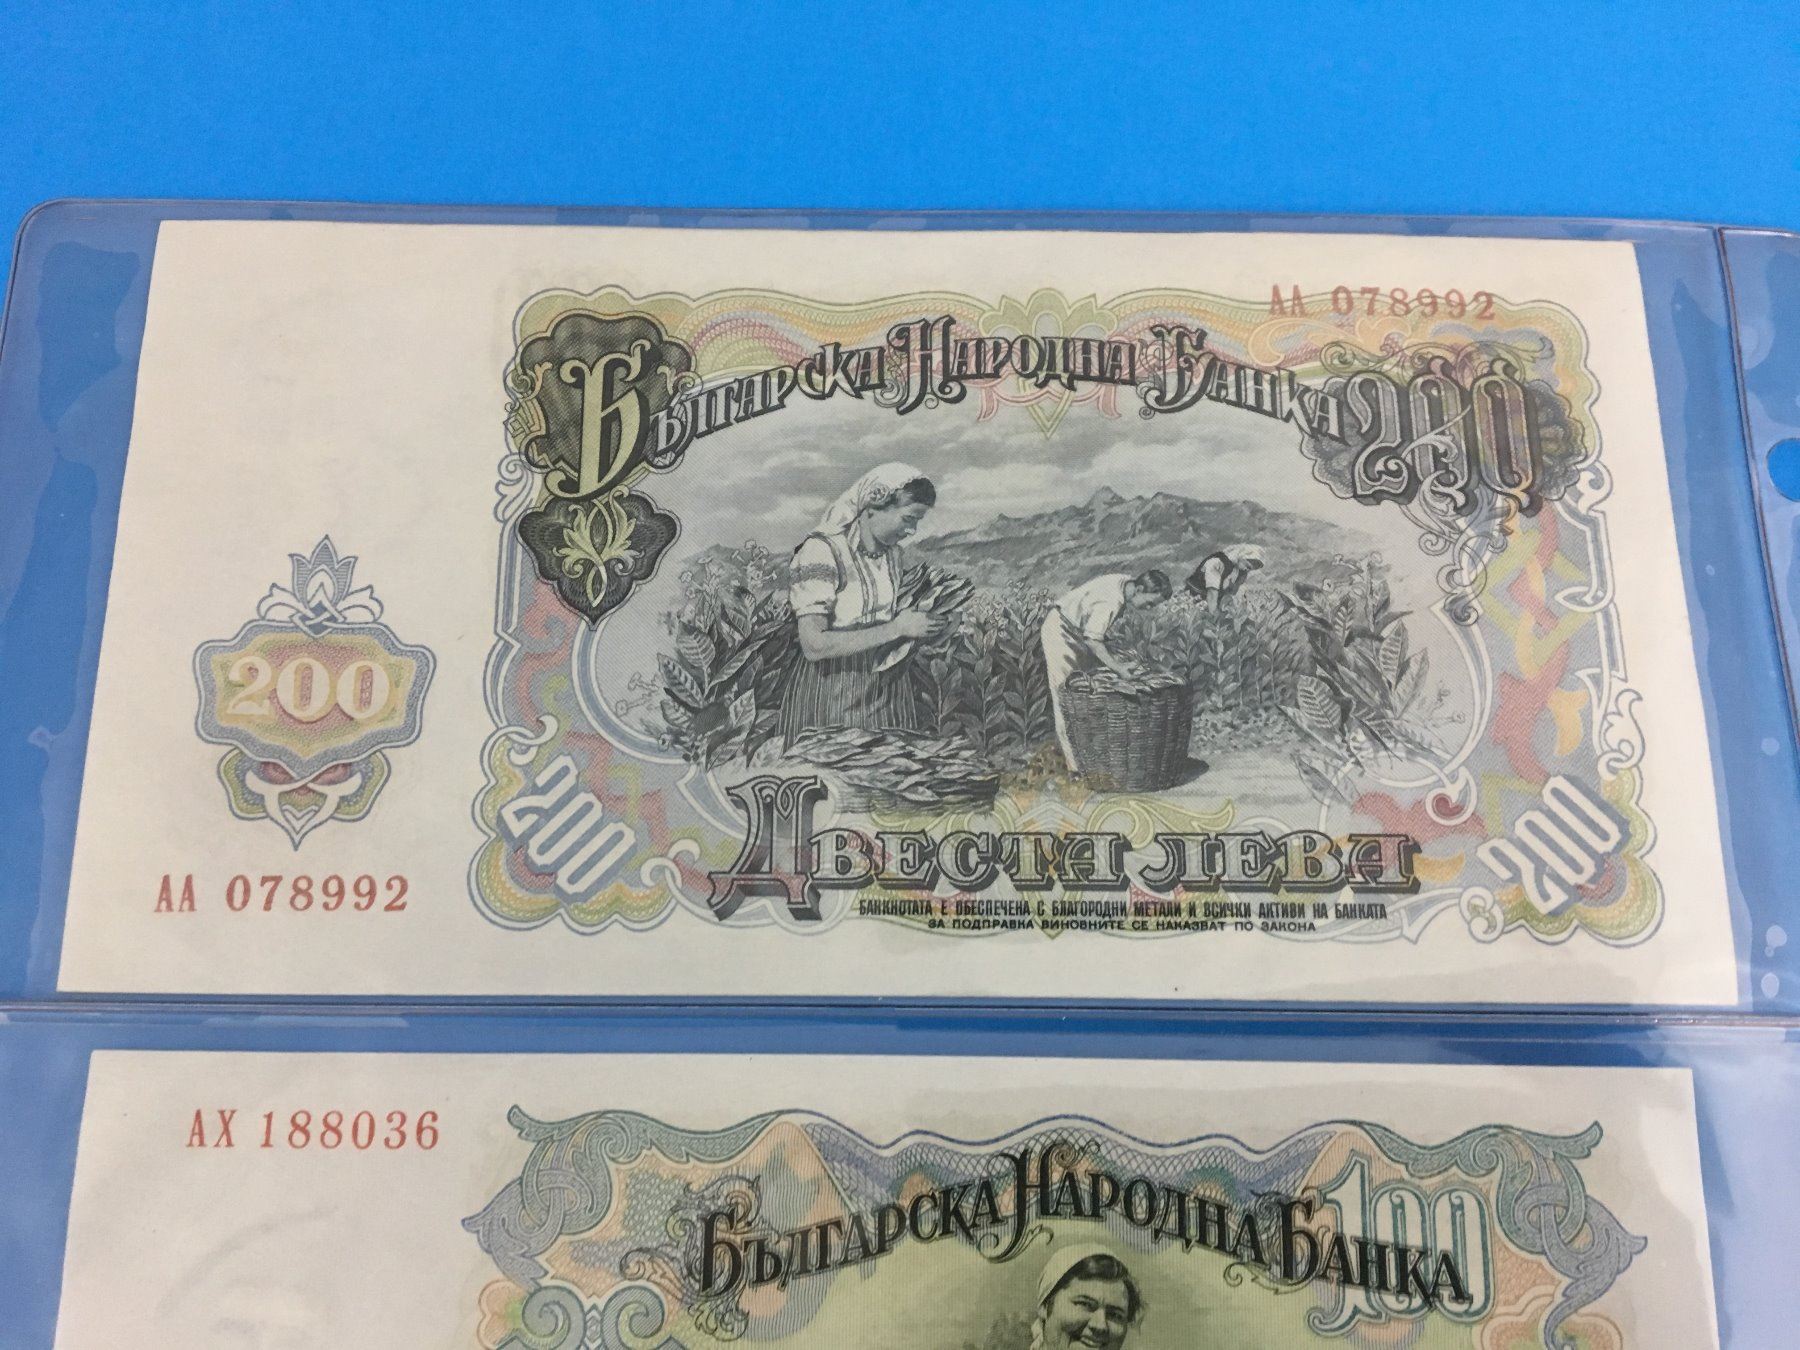 АА 078992
Българска Народна Банка 200
200
200 200
Двеста лева
АА 078992
БАНКНОТАТА Е ОБЕСПЕЧЕНА С БЛАГОРОДНИ МЕТАЛИ И ВСИЧКИ АКТИВИ НА БАНКАТА
ЗА ПОДПРАВКА ВИНОВНИТЕ СЕ НАКАЗВАТ ПО ЗАКОНА
АХ 188036
Българска Народна Банка 100